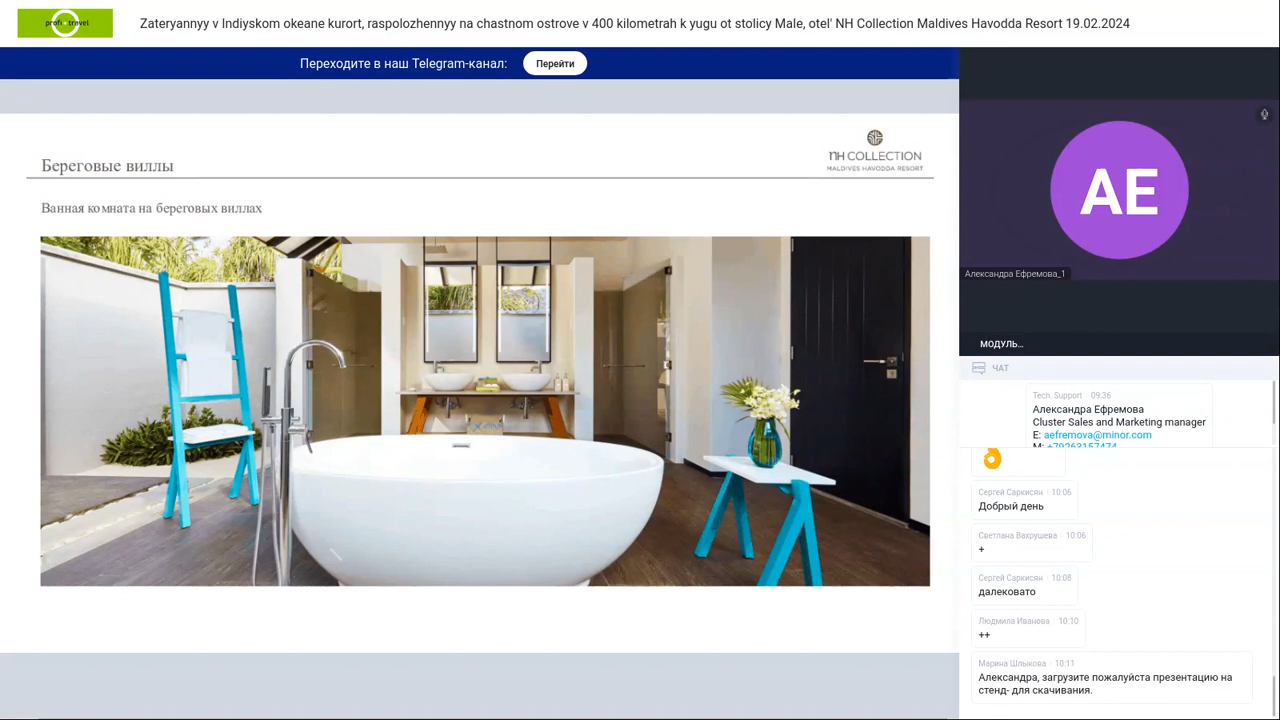 profi travel
Zateryannyy v Indiyskom okeane kurort, raspolozhennyy na dlinnom ostrove v 400 kilometrah k yugu ot stolicy Male, otel' NH Collection Maldives Havodda Resort 19.02.2024
Переходите в наш Telegram-канал:
Перейти
Береговые виллы
NH COLLECTION
MALDIVES HAVODDA RESORT
Ванная комната на береговых виллах
AE
Александра Ефремова_1
МОДУЛЬ...
ЧАТ
Tech. Support · 09:36
Александра Ефремова
Cluster Sales and Marketing manager
E: aefremova@minor.com
M: +79263157474
Сергей Саркисян · 10:06
Добрый день
Светлана Вахрушева · 10:06
+
Сергей Саркисян · 10:08
далековато
Людмила Иванова · 10:10
++
Марина Шлыкова · 10:11
Александра, загрузите пожалуйста презентацию на
стенд- для скачивания.